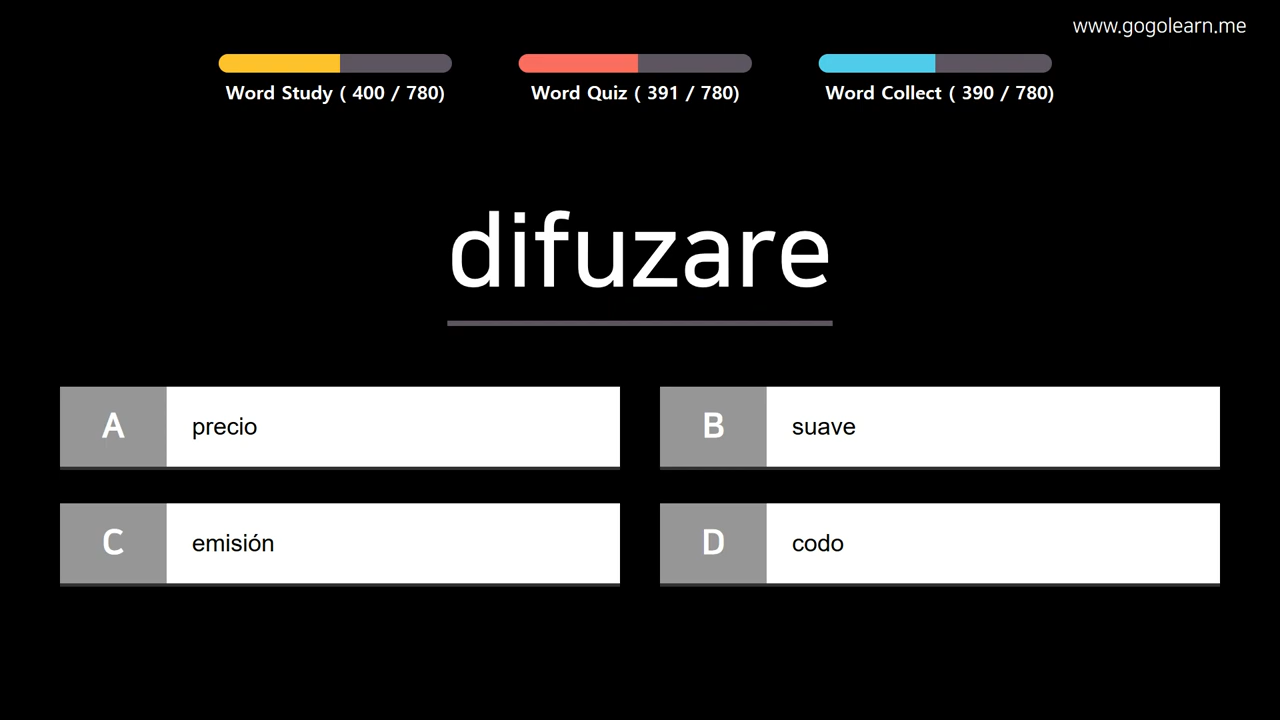 www.gogolearn.me
Word Study ( 400 / 780)
Word Quiz ( 391 / 780)
Word Collect ( 390 / 780)
difuzare
A precio
B suave
C emisión
D codo